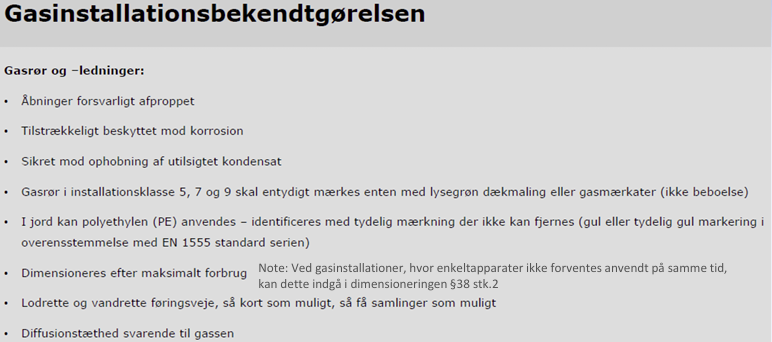 Gasinstallationsbekendtgørelsen
Gasrør og –ledninger:
• Åbninger forsvarligt afproppet
• Tilstrækkeligt beskyttet mod korrosion
• Sikret mod ophobning af utilsigtet kondensat
• Gasrør i installationsklasse 5, 7 og 9 skal entydigt mærkes enten med lysegrøn dækmaling eller gasmærkater (ikke beboelse)
• I jord kan polyethylen (PE) anvendes – identificeres med tydelig mærkning der ikke kan fjernes (gul eller tydelig gul markering i
overensstemmelse med EN 1555 standard serien)
• Dimensioneres efter maksimalt forbrug
Note: Ved gasinstallationer, hvor enkeltapparater ikke forventes anvendt på samme tid,
kan dette indgå i dimensioneringen §38 stk.2
• Lodrette og vandrette føringsveje, så kort som muligt, så få samlinger som muligt
• Diffusionstæthed svarende til gassen